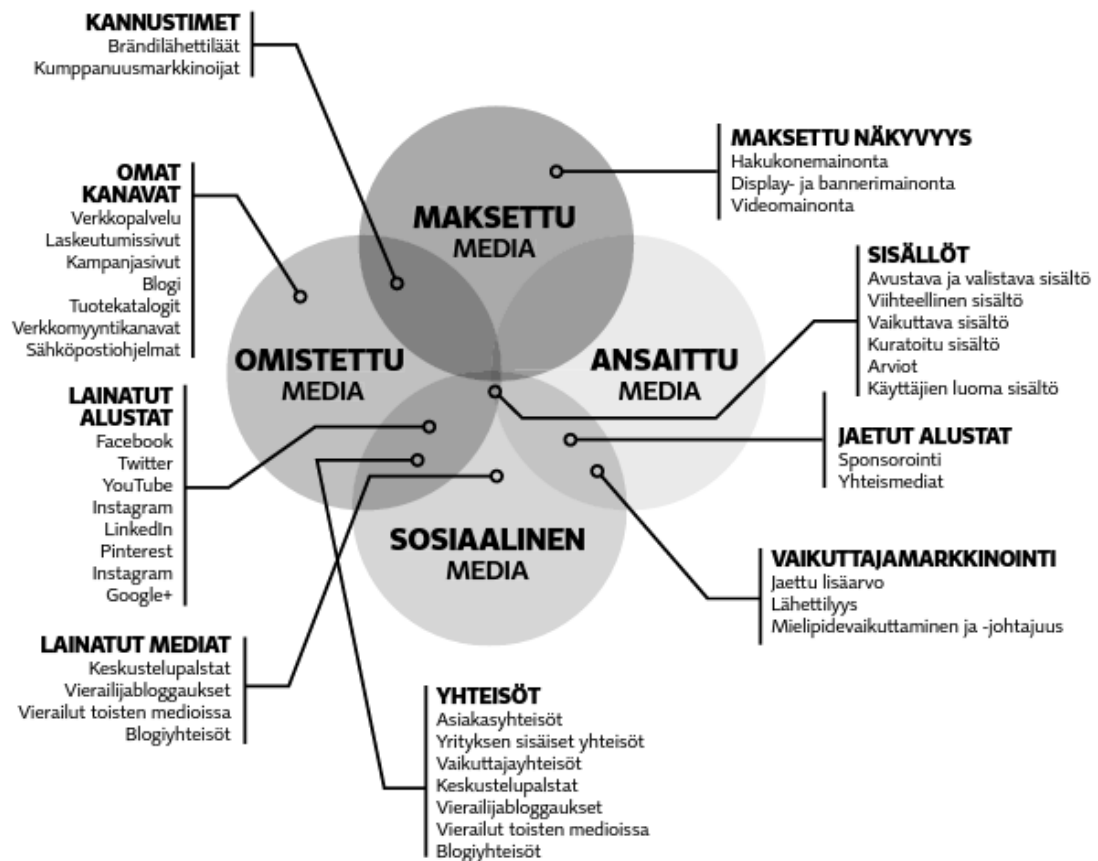 KANNUSTIMET
Brändilähettiläät
Kumppanuusmarkkinoijat
OMAT
KANAVAT
Verkkopalvelu
Laskeutumissivut
Kampanjasivut
Blogi
Tuotekatalogit
Verkkomyyntikanavat
Sähköpostiohjelmat
LAINATUT
ALUSTAT
Facebook
Twitter
YouTube
Instagram
LinkedIn
Pinterest
Instagram
Google+
LAINATUT MEDIAT
Keskustelupalstat
Vierailijabloggaukset
Vierailut toisten medioissa
Blogiyhteisöt
MAKSETTU
MEDIA
OMISTETTU
MEDIA
ANSAITTU
MEDIA
SOSIAALINEN
MEDIA
MAKSETTU NÄKYVYYS
Hakukonemainonta
Display- ja bannerimainonta
Videomainonta
SISÄLLÖT
Avustava ja valistava sisältö
Viihteellinen sisältö
Vaikuttava sisältö
Kuratoitu sisältö
Arviot
Käyttäjien luoma sisältö
JAETUT ALUSTAT
Sponsorointi
Yhteismediat
VAIKUTTAJAMARKKINOINTI
Jaettu lisäarvo
Lähettilyys
Mielipidevaikuttaminen ja -johtajuus
YHTEISÖT
Asiakasyhteisöt
Yrityksen sisäiset yhteisöt
Vaikuttajayhteisöt
Keskustelupalstat
Vierailijabloggaukset
Vierailut toisten medioissa
Blogiyhteisöt